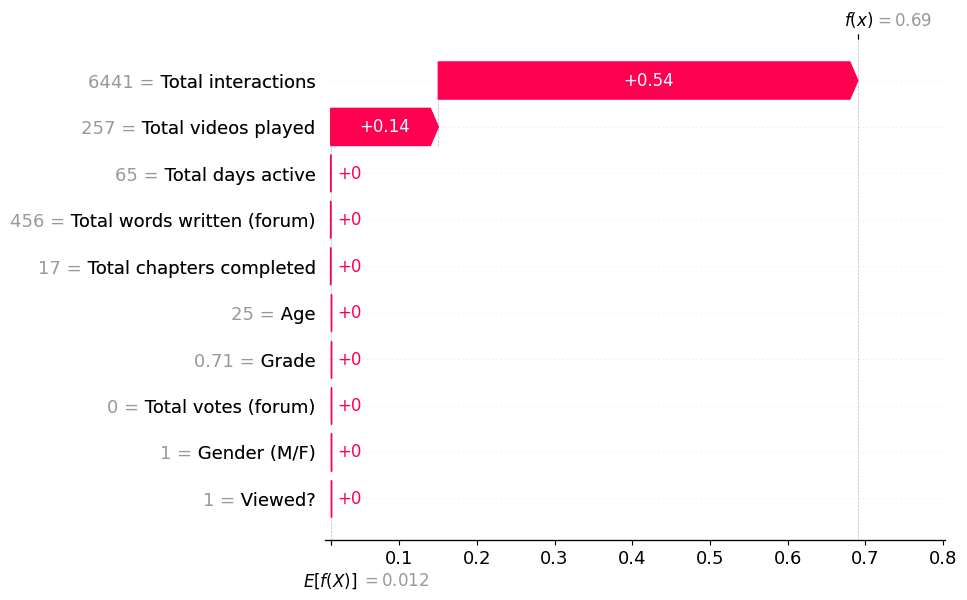 f(x) = 0.69
6441 = Total interactions
+0.54
257 = Total videos played
+0.14
65 = Total days active
+0
456 = Total words written (forum)
+0
17 = Total chapters completed
+0
25 = Age
+0
0.71 = Grade
+0
0 = Total votes (forum)
+0
1 = Gender (M/F)
+0
1 = Viewed?
+0
0.1 0.2 0.3 0.4 0.5 0.6 0.7 0.8
E[f(X)] = 0.012